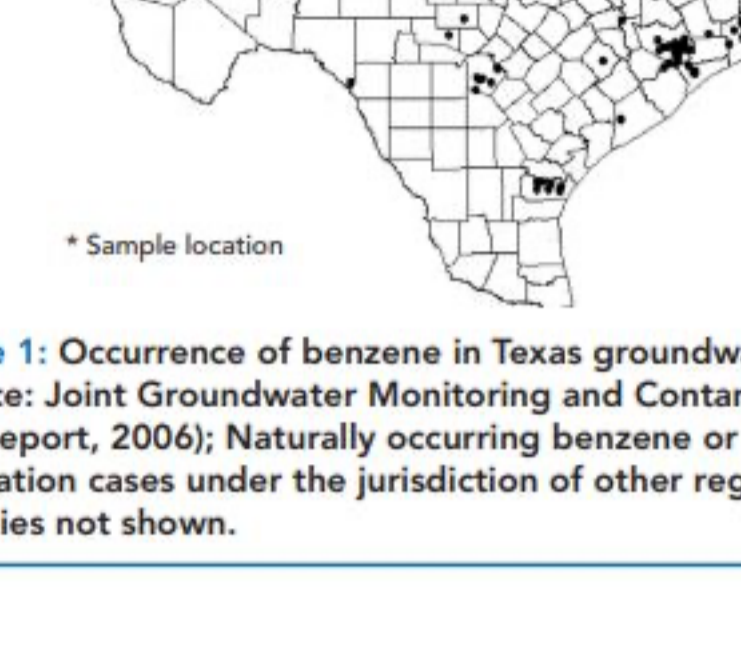 * Sample location
e 1: Occurrence of benzene in Texas groundw
ce: Joint Groundwater Monitoring and Contar
eport, 2006); Naturally occurring benzene or
ation cases under the jurisdiction of other reg
ies not shown.